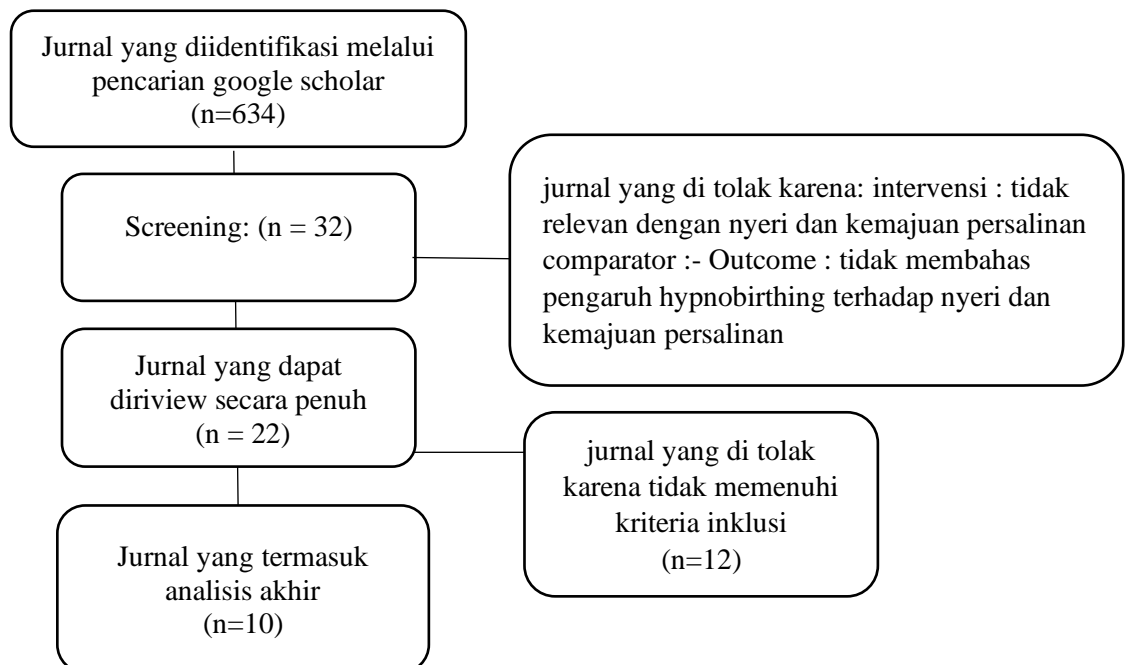 Jurnal yang diidentifikasi melalui
pencarian google scholar
(n=634)
Screening: (n = 32)
jurnal yang di tolak karena: intervensi : tidak
relevan dengan nyeri dan kemajuan persalinan
comparator :- Outcome : tidak membahas
pengaruh hypnobirthing terhadap nyeri dan
kemajuan persalinan
Jurnal yang dapat
diriview secara penuh
(n = 22)
jurnal yang di tolak
karena tidak memenuhi
kriteria inklusi
(n=12)
Jurnal yang termasuk
analisis akhir
(n=10)